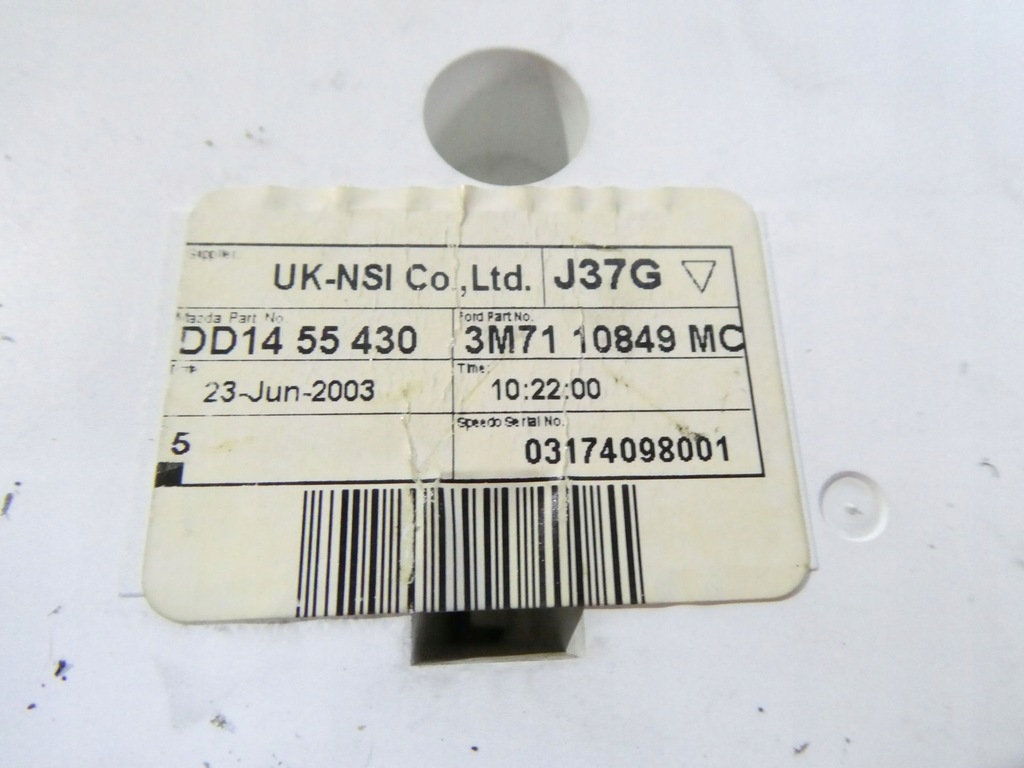 Supplier
UK-NSI Co.,Ltd. J37G
Mazda Part No Ford Part No.
DD14 55 430 3M71 10849 MC
Time:
23-Jun-2003 10:22:00
Speedo Serial No.
5 03174098001